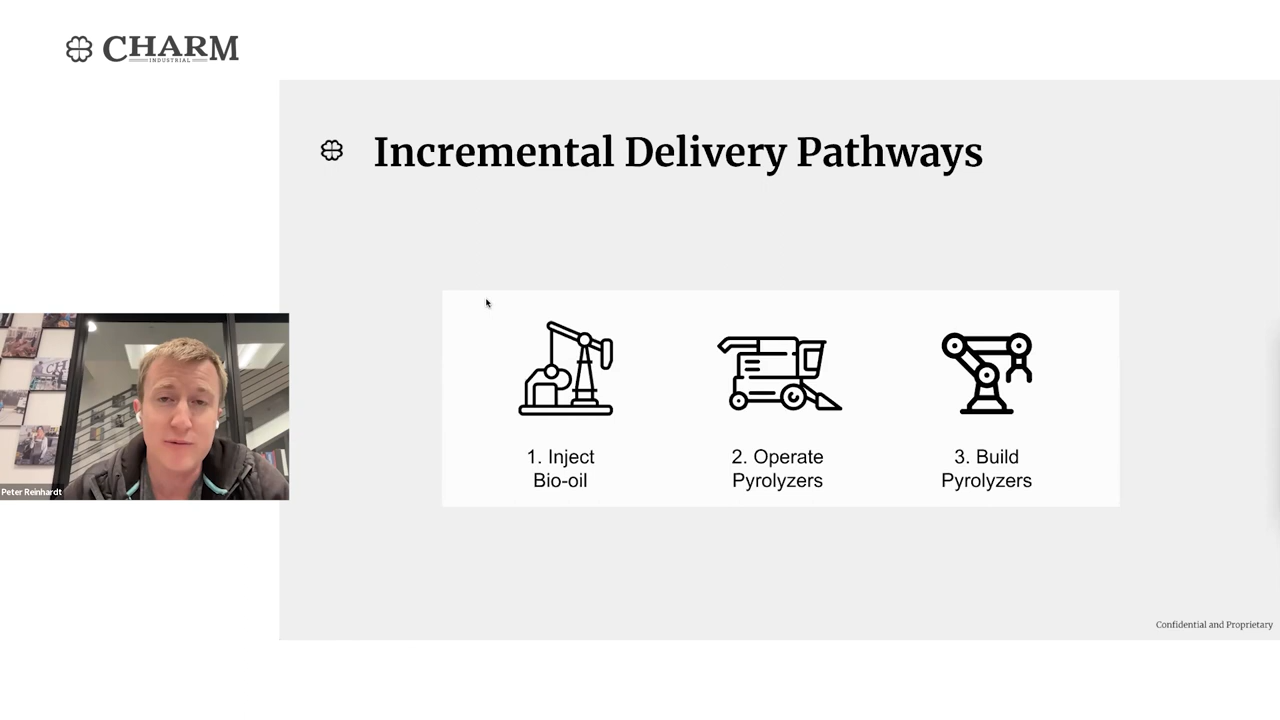 CHARM
INDUSTRIAL
Incremental Delivery Pathways
1. Inject
Bio-oil
2. Operate
Pyrolyzers
3. Build
Pyrolyzers
Peter Reinhardt
Confidential and Proprietary